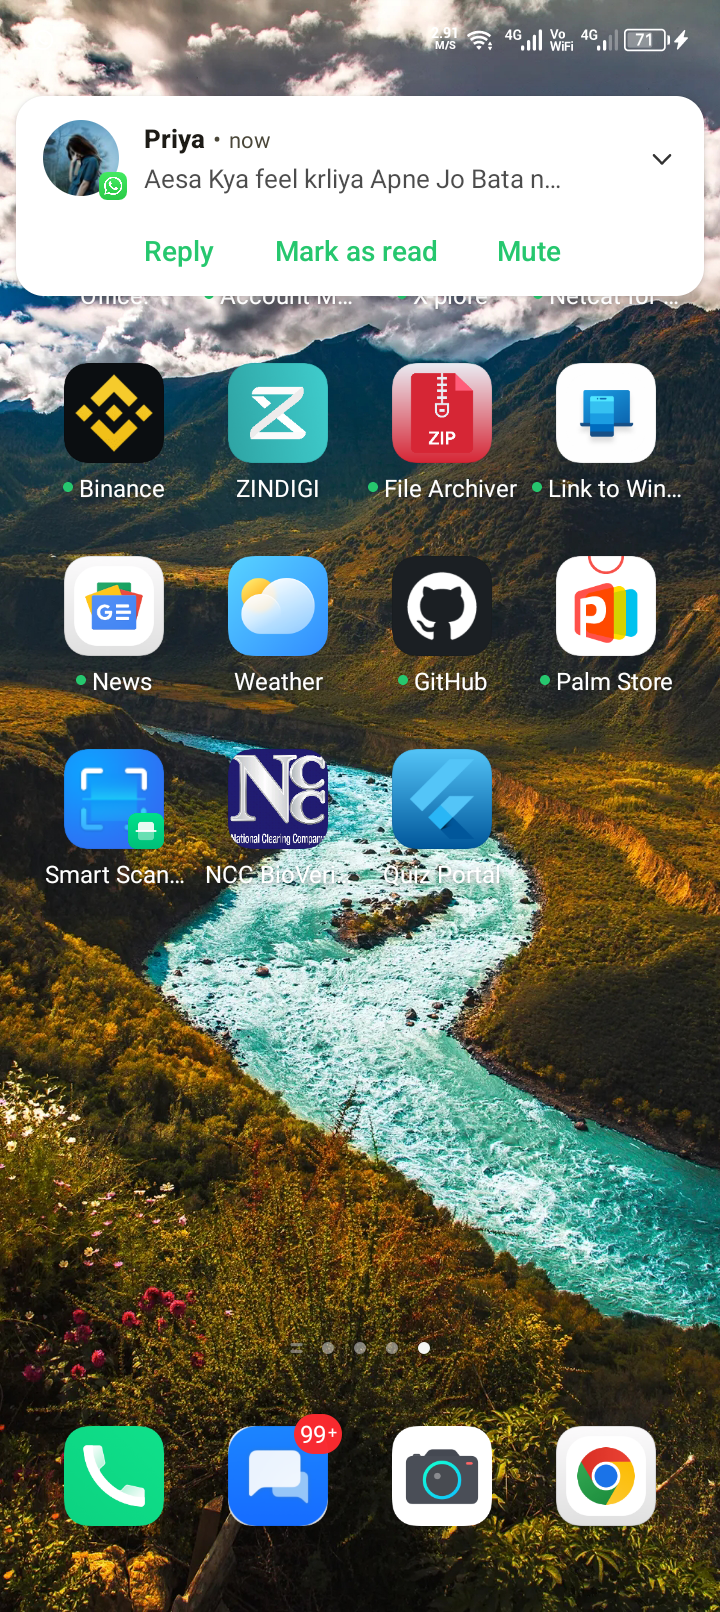 2.91
M/S
4G
Vo
WiFi
4G
71
Priya • now
Aesa Kya feel krliya Apne Jo Bata n...
Reply Mark as read Mute
Office. Account M... X-plore Netcat for ...
ZIP
Binance ZINDIGI File Archiver Link to Win...
GE
News Weather GitHub Palm Store
NCC
National Clearing Company
Smart Scan... NCC BioVeri... Quiz Portal
99+